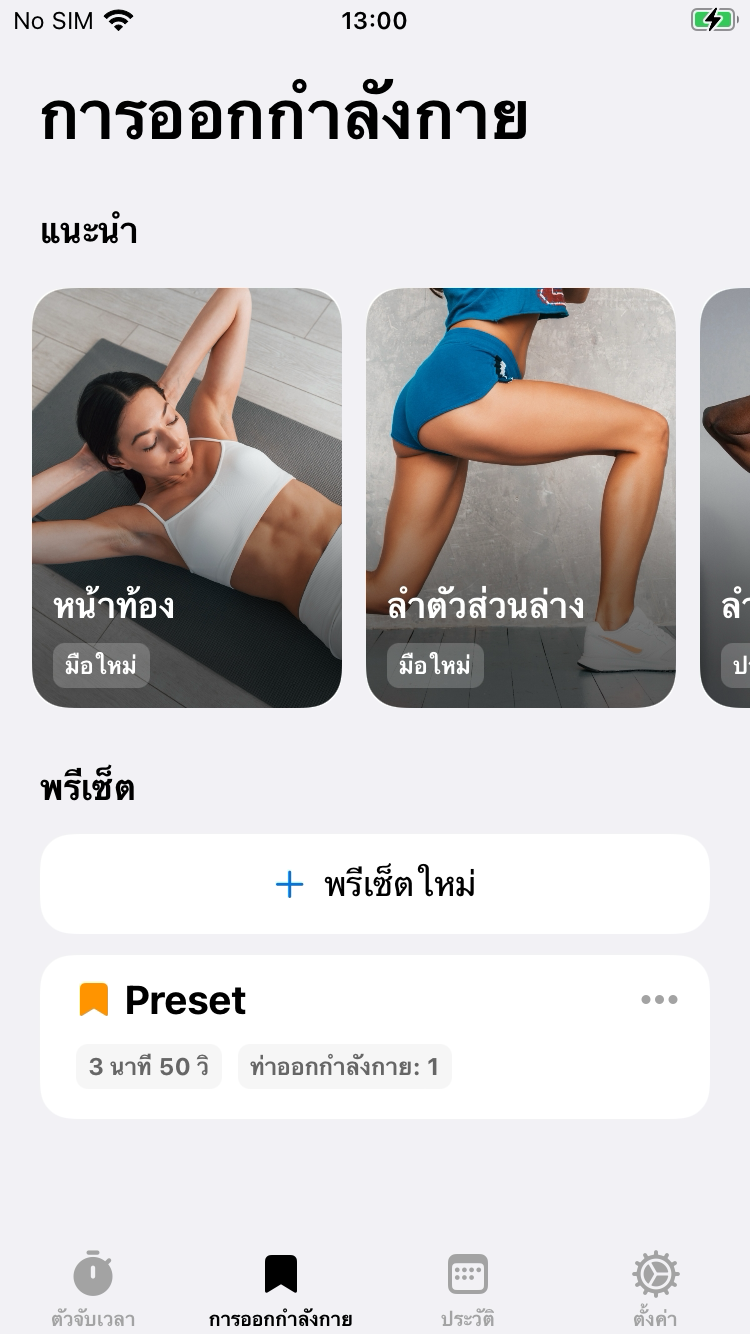 No SIM 13:00
การออกกำลังกาย
แนะนำ
หน้าท้อง
มือใหม่
ลำตัวส่วนล่าง
มือใหม่
พรีเซ็ต
พรีเซ็ตใหม่
Preset
3 นาที 50 วิ ท่าออกกำลังกาย: 1
ตัวจับเวลา การออกกำลังกาย ประวัติ ตั้งค่า